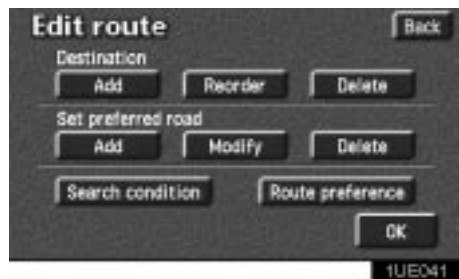 Edit route Back
Destination
Add Reorder Delete
Set preferred road
Add Modify Delete
Search condition Route preference
OK
1UE041